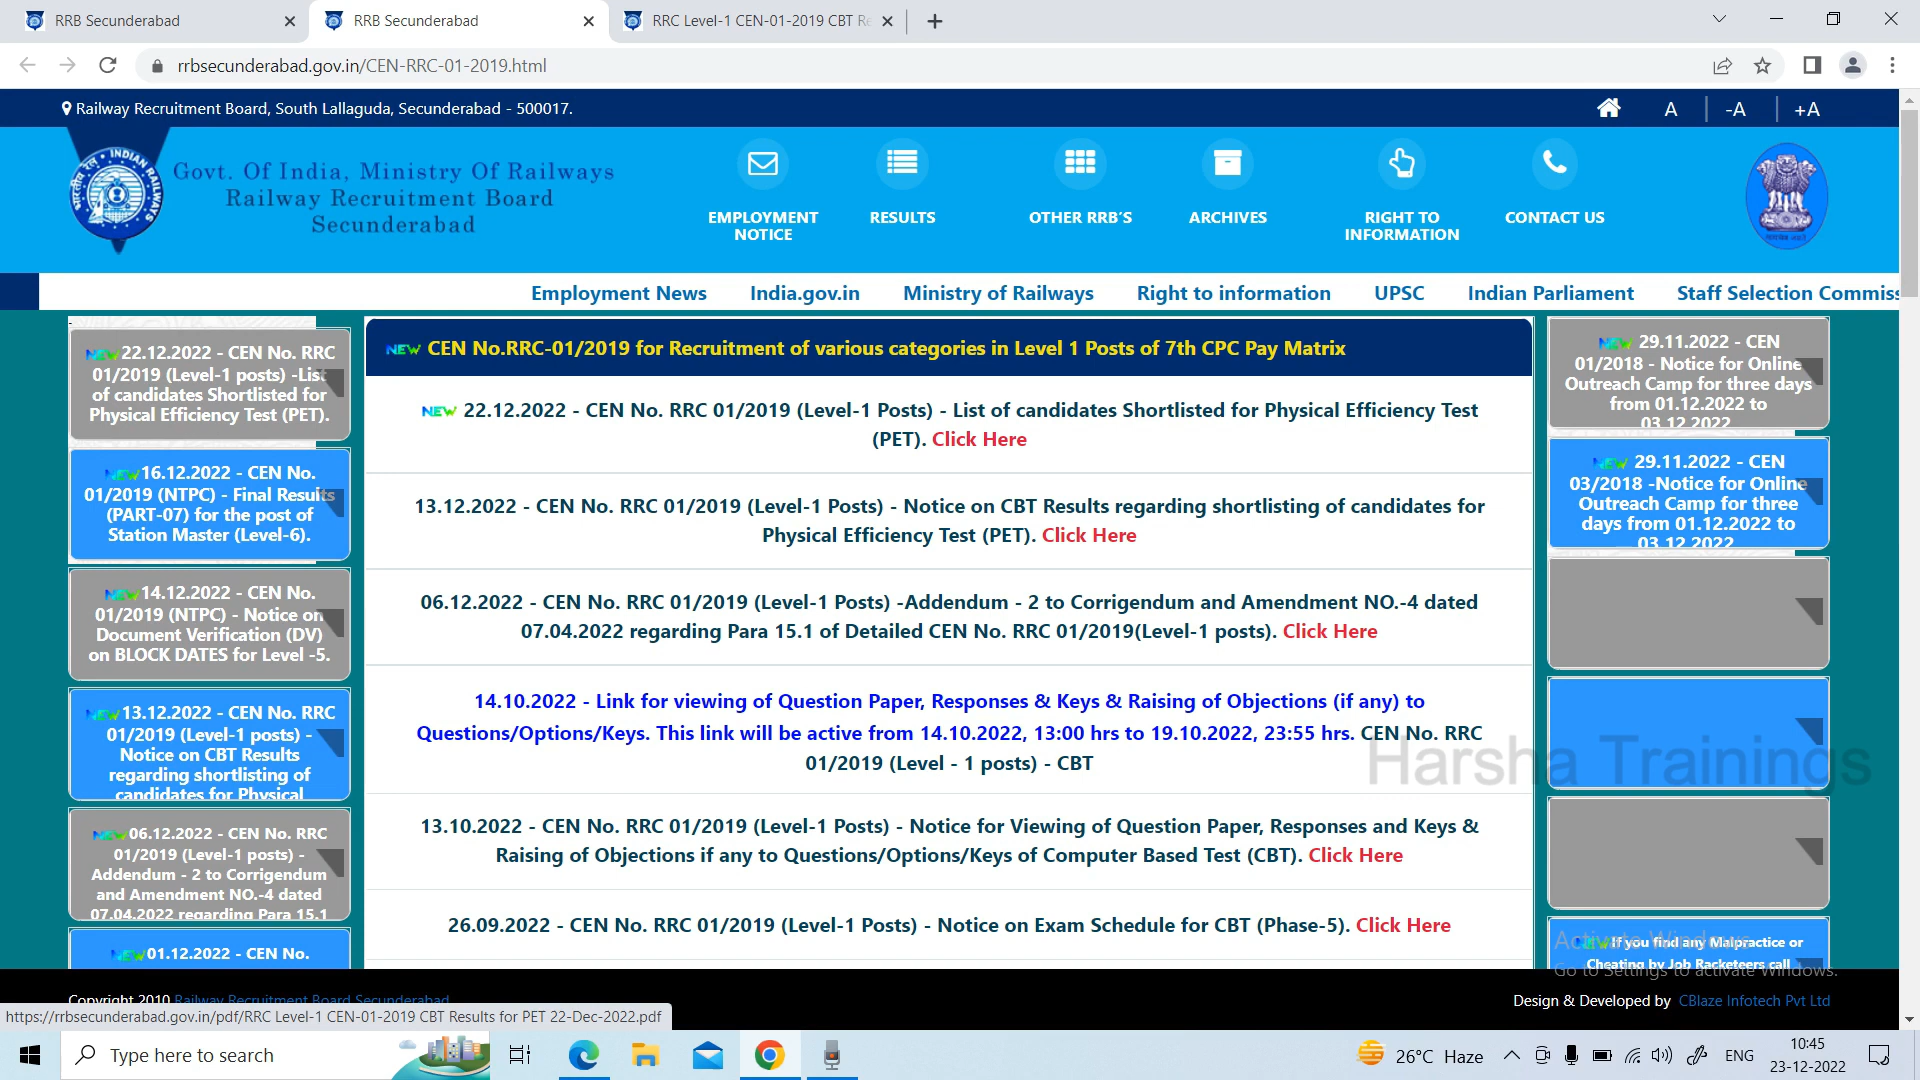 RRB Secunderabad
RRB Secunderabad
RRC Level-1 CEN-01-2019 CBT Re
rrbsecunderabad.gov.in/CEN-RRC-01-2019.html
Railway Recruitment Board, South Lallaguda, Secunderabad - 500017.
A
-A
+A
INDIAN RAILWAYS
Govt. Of India, Ministry Of Railways
Railway Recruitment Board
Secunderabad
EMPLOYMENT
NOTICE
RESULTS
OTHER RRB'S
ARCHIVES
RIGHT TO
INFORMATION
CONTACT US
Employment News India.gov.in Ministry of Railways Right to information UPSC Indian Parliament Staff Selection Commiss
NEW 22.12.2022 - CEN No. RRC
01/2019 (Level-1 posts) -List
of candidates Shortlisted for
Physical Efficiency Test (PET).
NEW 16.12.2022 - CEN No.
01/2019 (NTPC) - Final Results
(PART-07) for the post of
Station Master (Level-6).
NEW 14.12.2022 - CEN No.
01/2019 (NTPC) - Notice on
Document Verification (DV)
on BLOCK DATES for Level -5.
NEW 13.12.2022 - CEN No. RRC
01/2019 (Level-1 posts) -
Notice on CBT Results
regarding shortlisting of
candidates for Physical
NEW 06.12.2022 - CEN No. RRC
01/2019 (Level-1 posts) -
Addendum - 2 to Corrigendum
and Amendment NO.-4 dated
07.04.2022 regarding Para 15.1
NEW 01.12.2022 - CEN No.
NEW CEN No.RRC-01/2019 for Recruitment of various categories in Level 1 Posts of 7th CPC Pay Matrix
NEW 22.12.2022 - CEN No. RRC 01/2019 (Level-1 Posts) - List of candidates Shortlisted for Physical Efficiency Test
(PET). Click Here
13.12.2022 - CEN No. RRC 01/2019 (Level-1 Posts) - Notice on CBT Results regarding shortlisting of candidates for
Physical Efficiency Test (PET). Click Here
06.12.2022 - CEN No. RRC 01/2019 (Level-1 Posts) -Addendum - 2 to Corrigendum and Amendment NO.-4 dated
07.04.2022 regarding Para 15.1 of Detailed CEN No. RRC 01/2019(Level-1 posts). Click Here
14.10.2022 - Link for viewing of Question Paper, Responses & Keys & Raising of Objections (if any) to
Questions/Options/Keys. This link will be active from 14.10.2022, 13:00 hrs to 19.10.2022, 23:55 hrs. CEN No. RRC
01/2019 (Level - 1 posts) - CBT
13.10.2022 - CEN No. RRC 01/2019 (Level-1 Posts) - Notice for Viewing of Question Paper, Responses and Keys &
Raising of Objections if any to Questions/Options/Keys of Computer Based Test (CBT). Click Here
26.09.2022 - CEN No. RRC 01/2019 (Level-1 Posts) - Notice on Exam Schedule for CBT (Phase-5). Click Here
NEW 29.11.2022 - CEN
01/2018 - Notice for Online
Outreach Camp for three days
from 01.12.2022 to
03.12.2022
NEW 29.11.2022 - CEN
03/2018 -Notice for Online
Outreach Camp for three
days from 01.12.2022 to
03.12.2022
Harsha Trainings
NEW If you find any Malpractice or
Cheating by Job Racketeers call
Activate Windows
Go to Settings to activate Windows.
Copyright 2010 Railway Recruitment Board Secunderabad
Design & Developed by CBlaze Infotech Pvt Ltd
https://rrbsecunderabad.gov.in/pdf/RRC Level-1 CEN-01-2019 CBT Results for PET 22-Dec-2022.pdf
Type here to search
26°C Haze
ENG
10:45
23-12-2022